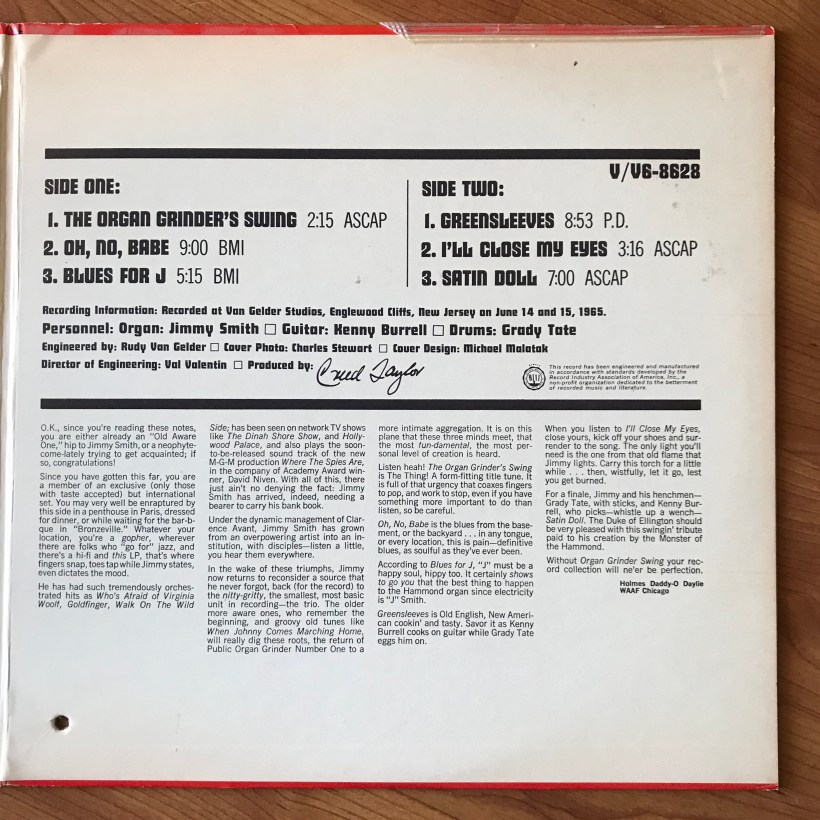 V/V6-8628
SIDE ONE:
1. THE ORGAN GRINDER'S SWING 2:15 ASCAP
2. OH, NO, BABE 9:00 BMI
3. BLUES FOR J 5:15 BMI
SIDE TWO:
1. GREENSLEEVES 8:53 P.D.
2. I'LL CLOSE MY EYES 3:16 ASCAP
3. SATIN DOLL 7:00 ASCAP
Recording Information: Recorded at Van Gelder Studios, Englewood Cliffs, New Jersey on June 14 and 15, 1965.
Personnel: Organ: Jimmy Smith □ Guitar: Kenny Burrell □ Drums: Grady Tate
Engineered by: Rudy Van Gelder □ Cover Photo: Charles Stewart □ Cover Design: Michael Malatak
Director of Engineering: Val Valentin □ Produced by: Creed Taylor
This record has been engineered and manufactured
in accordance with standards developed by the
Record Industry Association of America, Inc., a
non-profit organization dedicated to the betterment
of recorded music and literature.
O.K., since you're reading these notes,
you are either already an "Old Aware
One," hip to Jimmy Smith, or a neophyte-
come-lately trying to get acquainted; if
so, congratulations!
Since you have gotten this far, you are
a member of an exclusive (only those
with taste accepted) but international
set. You may very well be enraptured by
this side in a penthouse in Paris, dressed
for dinner, or while waiting for the bar-b-
que in "Bronzeville." Whatever your
location, you're a gopher, wherever
there are folks who "go for" jazz, and
there's a hi-fi and this LP, that's where
fingers snap, toes tap while Jimmy states,
even dictates the mood.
He has had such tremendously orches-
trated hits as Who's Afraid of Virginia
Woolf, Goldfinger, Walk On The Wild
Side; has been seen on network TV shows
like The Dinah Shore Show, and Holly-
wood Palace, and also plays the soon-
to-be-released sound track of the new
M-G-M production Where The Spies Are,
in the company of Academy Award win-
ner, David Niven. With all of this, there
just ain't no denying the fact: Jimmy
Smith has arrived, indeed, needing a
bearer to carry his bank book.
Under the dynamic management of Clar-
ence Avant, Jimmy Smith has grown
from an overpowering artist into an in-
stitution, with disciples—listen a little,
you hear them everywhere.
In the wake of these triumphs, Jimmy
now returns to reconsider a source that
he never forgot, back (for the record) to
the nitty-gritty, the smallest, most basic
unit in recording—the trio. The older
more aware ones, who remember the
beginning, and groovy old tunes like
When Johnny Comes Marching Home,
will really dig these roots, the return of
Public Organ Grinder Number One to a
more intimate aggregation. It is on this
plane that these three minds meet, that
the most fun-damental, the most per-
sonal level of creation is heard.
Listen heah! The Organ Grinder's Swing
is The Thing! A form-fitting title tune. It
is full of that urgency that coaxes fingers
to pop, and work to stop, even if you have
something more important to do than
listen, so be careful.
Oh, No, Babe is the blues from the base-
ment, or the backyard . . . in any tongue,
or every location, this is pain—definitive
blues, as soulful as they've ever been.
According to Blues for J, "J" must be a
happy soul, hippy too. It certainly shows
to go you that the best thing to happen
to the Hammond organ since electricity
is "J" Smith.
Greensleeves is Old English, New Ameri-
can cookin' and tasty. Savor it as Kenny
Burrell cooks on guitar while Grady Tate
eggs him on.
When you listen to I'll Close My Eyes,
close yours, kick off your shoes and sur-
render to the song. The only light you'll
need is the one from that old flame that
Jimmy lights. Carry this torch for a little
while . . . then, wistfully, let it go, lest
you get burned.
For a finale, Jimmy and his henchmen—
Grady Tate, with sticks, and Kenny Bur-
rell, who picks—whistle up a wench—
Satin Doll. The Duke of Ellington should
be very pleased with this swingin' tribute
paid to his creation by the Monster of
the Hammond.
Without Organ Grinder Swing your rec-
ord collection will ne'er be perfection.
Holmes Daddy-O Daylie
WAAF Chicago